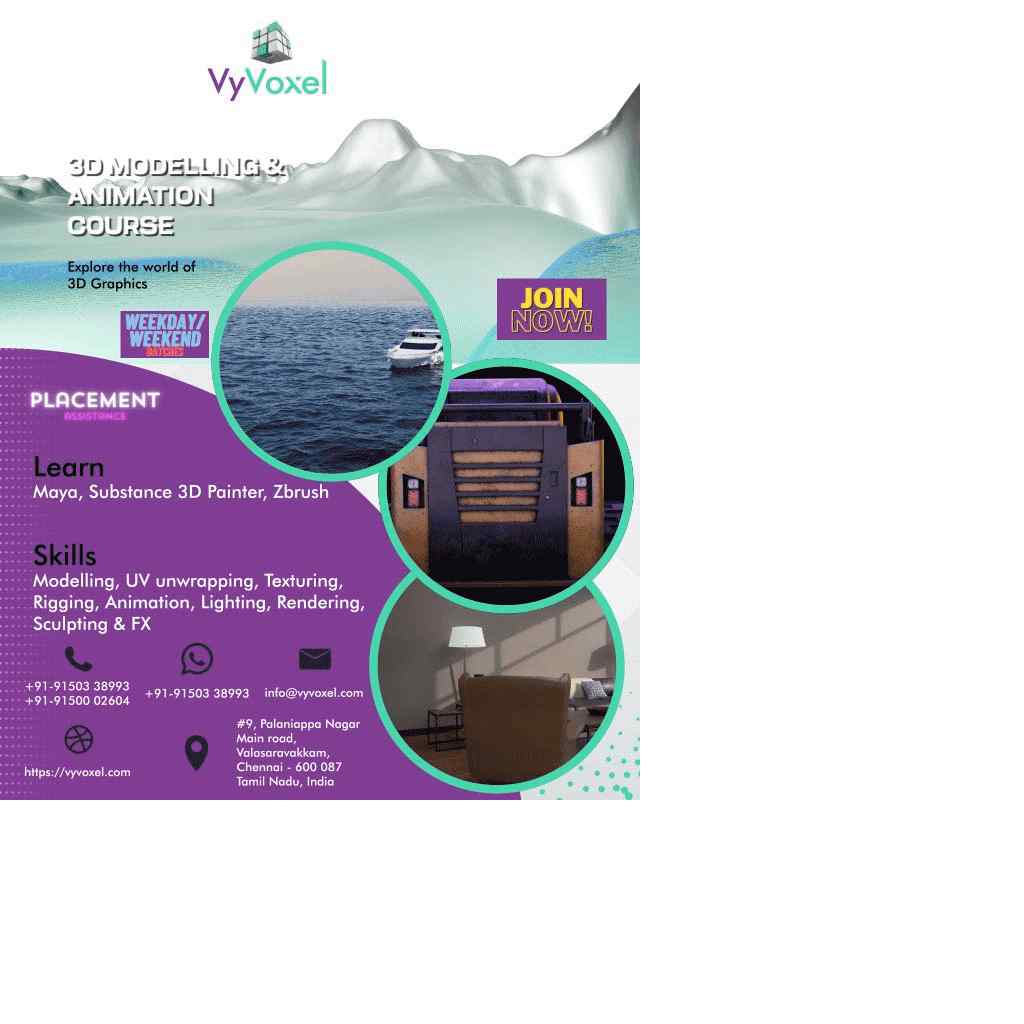 VyVoxel
3D MODELLING &
ANIMATION
COURSE
Explore the world of
3D Graphics
JOIN
NOW!
WEEKDAY/
WEEKEND
BATCHES
PLACEMENT
ASSISTANCE
Learn
Maya, Substance 3D Painter, Zbrush
Skills
Modelling, UV unwrapping, Texturing,
Rigging, Animation, Lighting, Rendering,
Sculpting & FX
+91-91503 38993
+91-91500 02604
+91-91503 38993
info@vyvoxel.com
https://vyvoxel.com
#9, Palaniappa Nagar
Main road,
Valasaravakkam,
Chennai - 600 087
Tamil Nadu, India